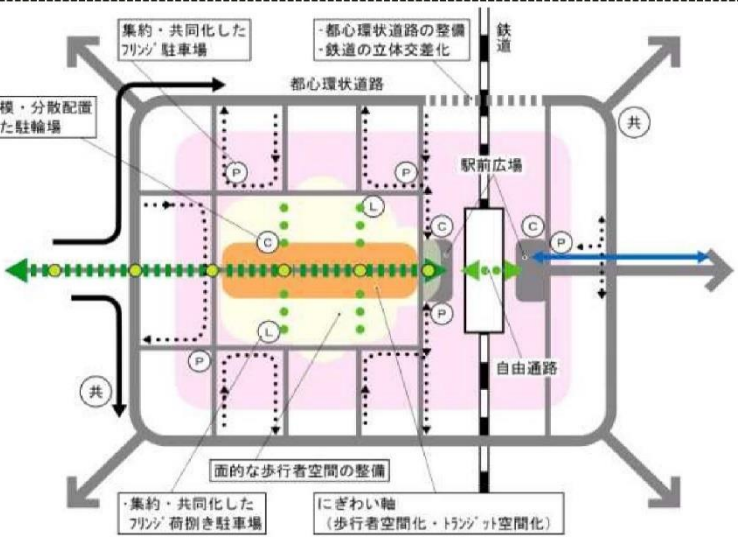 集約・共同化した
フリンジ駐車場
・都心環状道路の整備
・鉄道の立体交差化
鉄道
都心環状道路
模・分散配置
た駐輪場
共
P
P
駅前広場
L
C
C
C
P
L
P
P
自由通路
共
面的な歩行者空間の整備
・集約・共同化した
フリンジ荷捌き駐車場
にぎわい軸
(歩行者空間化・トランジット空間化)